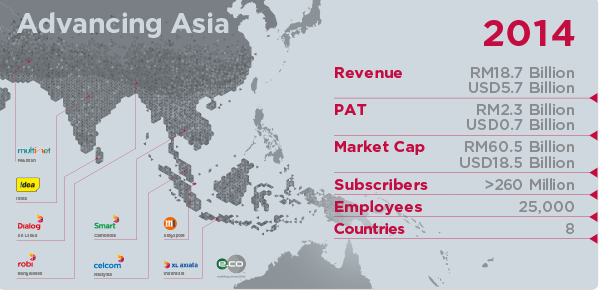 Advancing Asia
2014
Revenue RM18.7 Billion
USD5.7 Billion
PAT RM2.3 Billion
USD0.7 Billion
Market Cap RM60.5 Billion
USD18.5 Billion
Subscribers >260 Million
Employees 25,000
Countries 8
multinet
Pakistan
!dea
India
Dialog
Sri Lanka
Smart
Cambodia
M
Singapore
robi
Bangladesh
celcom
Malaysia
XL axiata
Indonesia
e.co